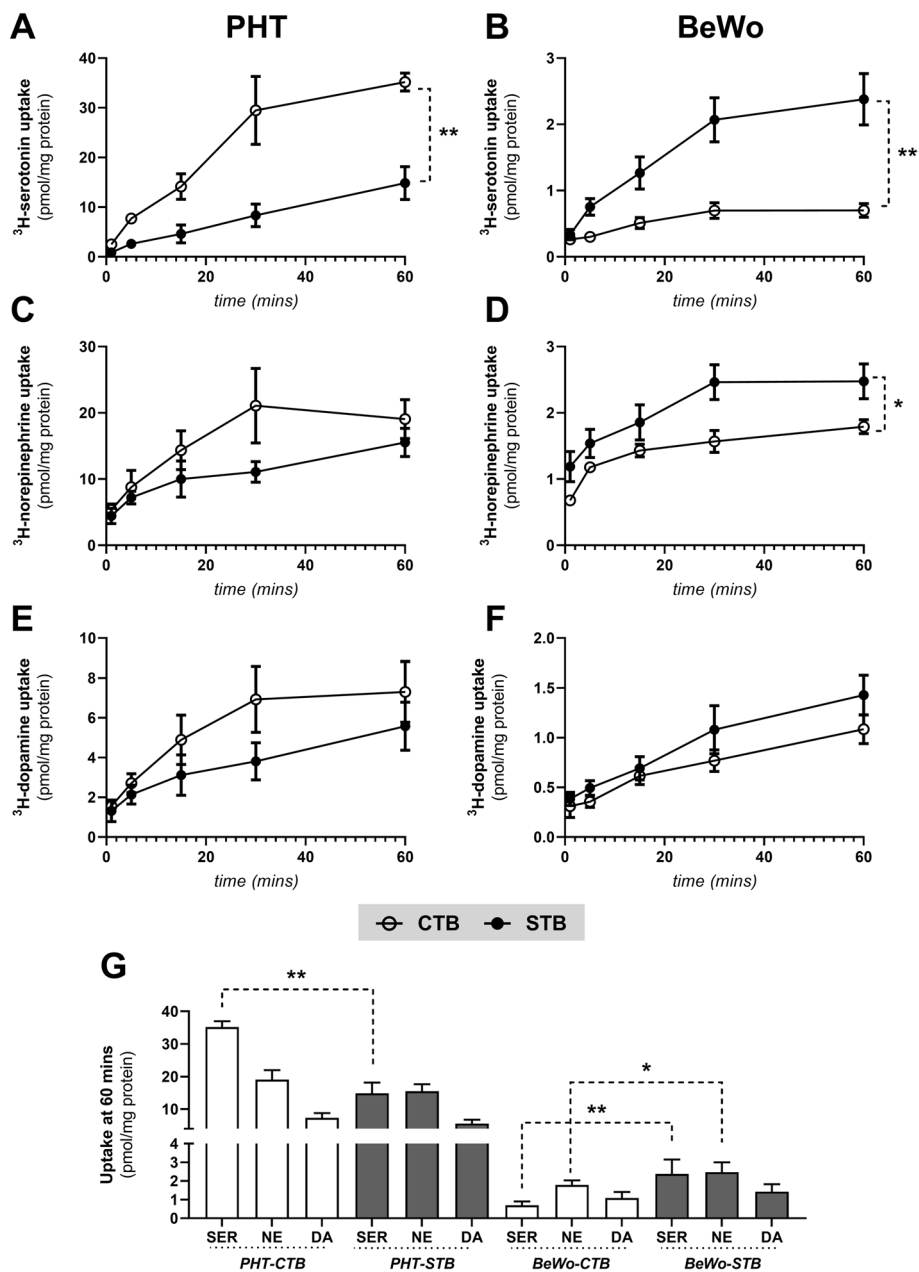 A PHT
B BeWo
³H-serotonin uptake
(pmol/mg protein)
40
30
20
10
0
0 20 40 60
time (mins)
**
³H-serotonin uptake
(pmol/mg protein)
3
2
1
0
0 20 40 60
time (mins)
**
C
³H-norepinephrine uptake
(pmol/mg protein)
30
20
10
0
0 20 40 60
time (mins)
D
³H-norepinephrine uptake
(pmol/mg protein)
3
2
1
0
0 20 40 60
time (mins)
*
E
³H-dopamine uptake
(pmol/mg protein)
10
8
6
4
2
0
0 20 40 60
time (mins)
F
³H-dopamine uptake
(pmol/mg protein)
2.0
1.5
1.0
0.5
0.0
0 20 40 60
time (mins)
CTB STB
G
Uptake at 60 mins
(pmol/mg protein)
40
30
20
10
4
3
2
1
0
**
**
*
SER NE DA SER NE DA SER NE DA SER NE DA
PHT-CTB PHT-STB BeWo-CTB BeWo-STB